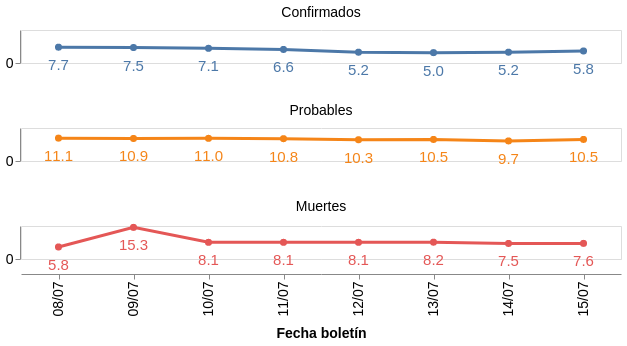 Confirmados
0
7.7 7.5 7.1 6.6 5.2 5.0 5.2 5.8
Probables
0
11.1 10.9 11.0 10.8 10.3 10.5 9.7 10.5
Muertes
0
5.8 15.3 8.1 8.1 8.1 8.2 7.5 7.6
08/07 09/07 10/07 11/07 12/07 13/07 14/07 15/07
Fecha boletín